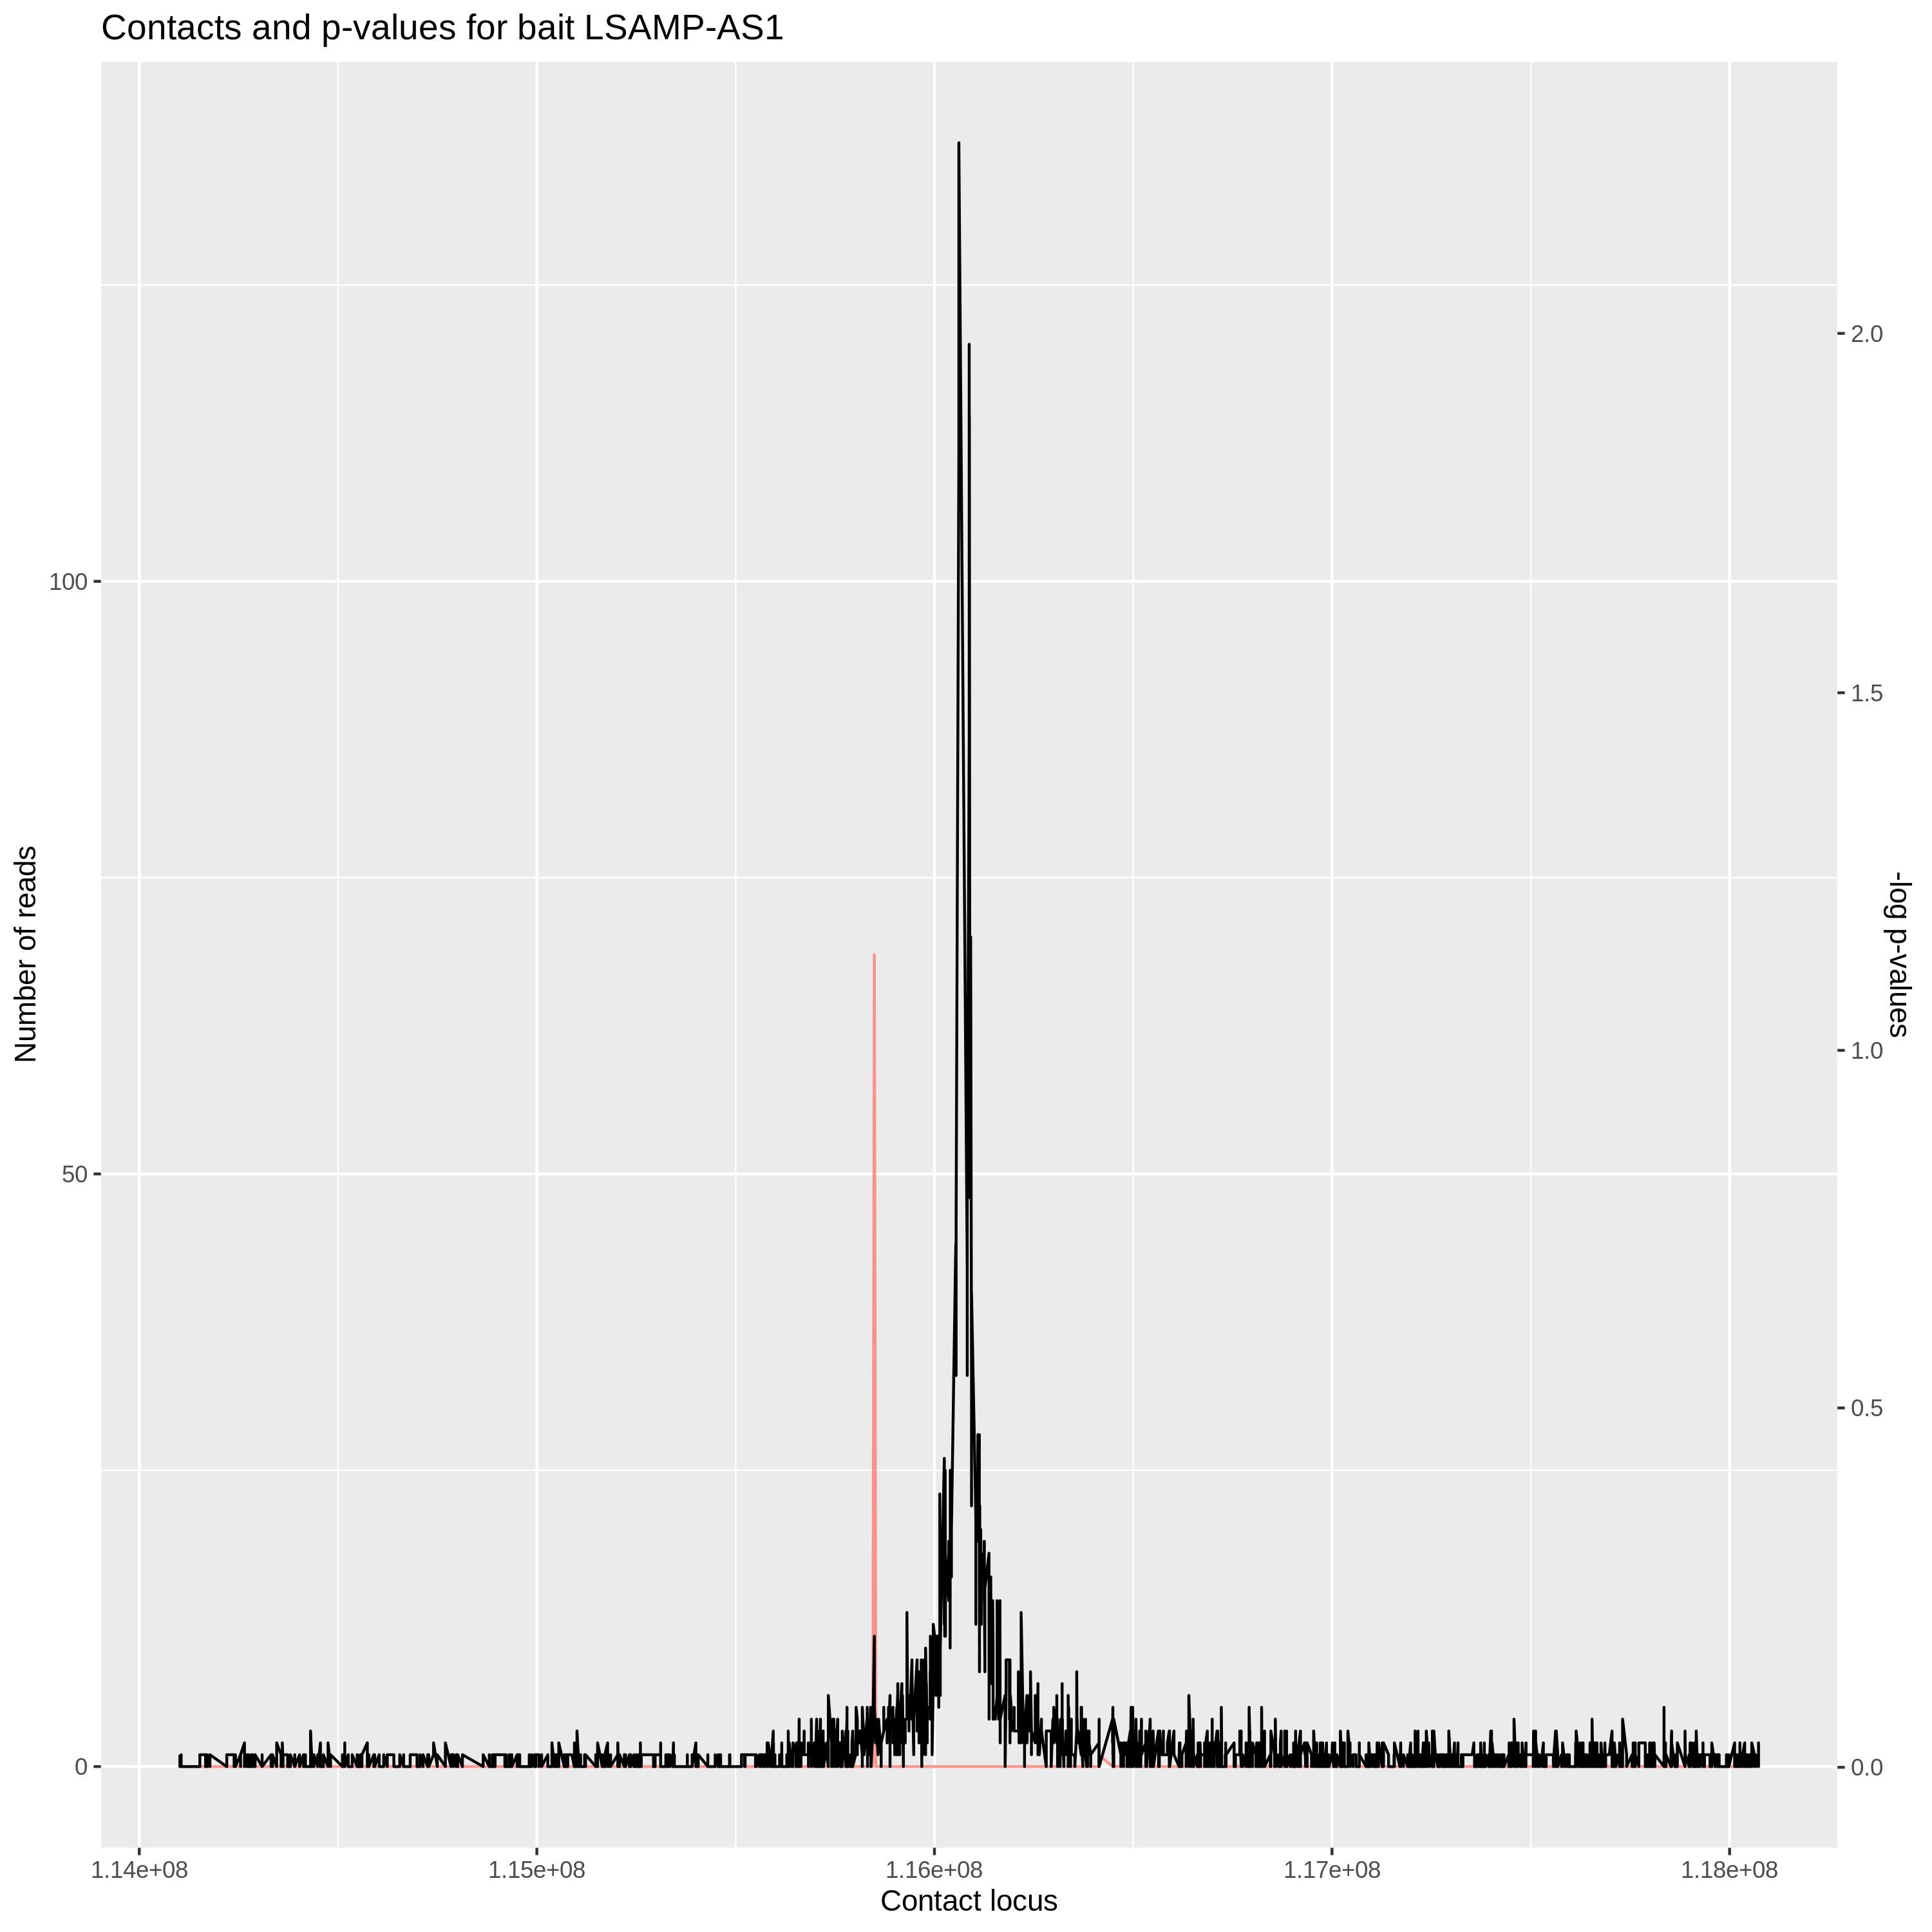 Contacts and p-values for bait LSAMP-AS1
Number of reads
100
50
0
2.0
1.5
1.0
0.5
0.0
-log p-values
1.14e+08
1.15e+08
1.16e+08
1.17e+08
1.18e+08
Contact locus